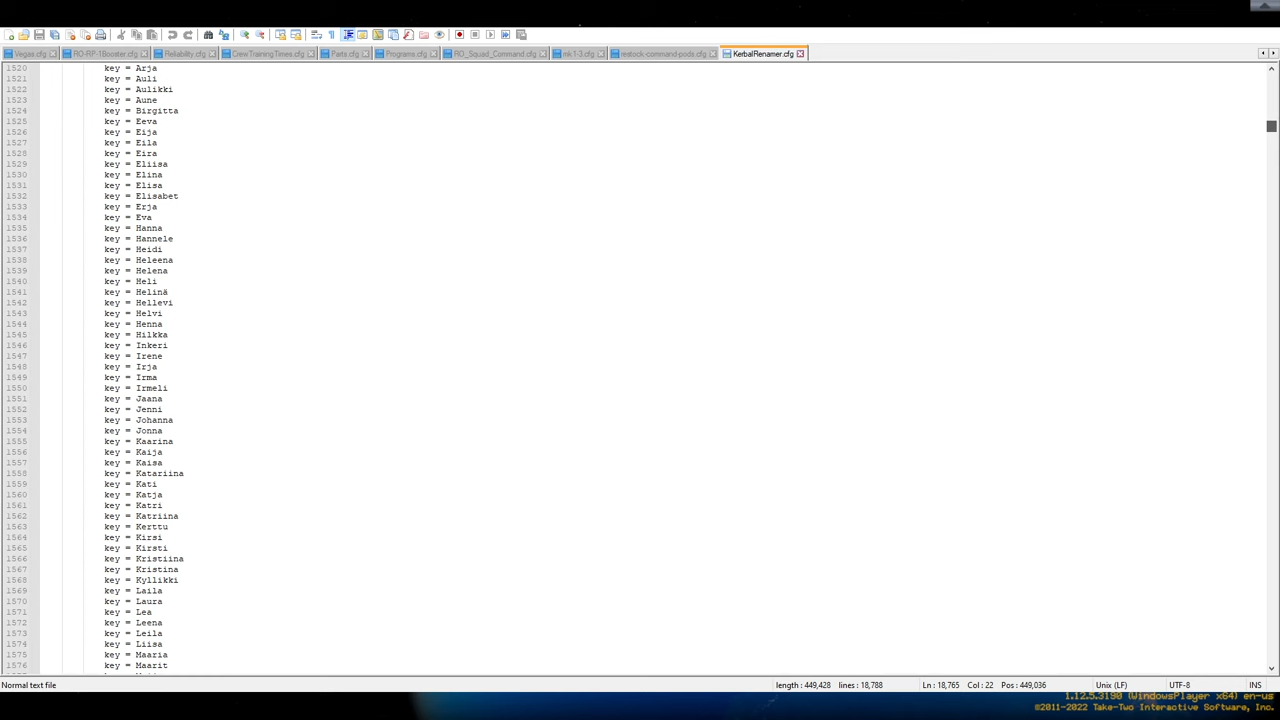 Vegas.cfg RO-RP-1Booster.cfg Reliability.cfg CrewTrainingTimes.cfg Parts.cfg Programs.cfg RO_Squad_Command.cfg mk1-3.cfg restock-command-pods.cfg KerbalRenamer.cfg
1520 key = Arja
1521 key = Auli
1522 key = Aulikki
1523 key = Aune
1524 key = Birgitta
1525 key = Eeva
1526 key = Eija
1527 key = Eila
1528 key = Eira
1529 key = Eliisa
1530 key = Elina
1531 key = Elisa
1532 key = Elisabet
1533 key = Erja
1534 key = Eva
1535 key = Hanna
1536 key = Hannele
1537 key = Heidi
1538 key = Heleena
1539 key = Helena
1540 key = Heli
1541 key = Helinä
1542 key = Hellevi
1543 key = Helvi
1544 key = Henna
1545 key = Hilkka
1546 key = Inkeri
1547 key = Irene
1548 key = Irja
1549 key = Irma
1550 key = Irmeli
1551 key = Jaana
1552 key = Jenni
1553 key = Johanna
1554 key = Jonna
1555 key = Kaarina
1556 key = Kaija
1557 key = Kaisa
1558 key = Katariina
1559 key = Kati
1560 key = Katja
1561 key = Katri
1562 key = Katriina
1563 key = Kerttu
1564 key = Kirsi
1565 key = Kirsti
1566 key = Kristiina
1567 key = Kristina
1568 key = Kyllikki
1569 key = Laila
1570 key = Laura
1571 key = Lea
1572 key = Leena
1573 key = Leila
1574 key = Liisa
1575 key = Maaria
1576 key = Maarit
Normal text file length : 449,428 lines : 18,788 Ln : 18,765 Col : 22 Pos : 449,036 Unix (LF) UTF-8 INS
1.12.5.3190 (WindowsPlayer x64) en-us
©2011-2022 Take-Two Interactive Software, Inc.